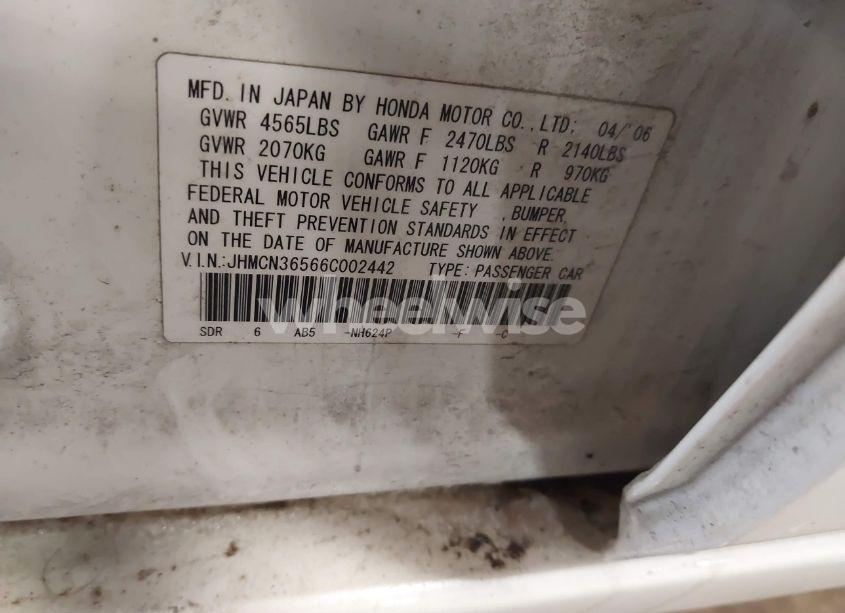 MFD. IN JAPAN BY HONDA MOTOR CO., LTD; 04/'06
GVWR 4565LBS GAWR F 2470LBS R 2140LBS
GVWR 2070KG GAWR F 1120KG R 970KG
THIS VEHICLE CONFORMS TO ALL APPLICABLE
FEDERAL MOTOR VEHICLE SAFETY , BUMPER,
AND THEFT PREVENTION STANDARDS IN EFFECT
ON THE DATE OF MANUFACTURE SHOWN ABOVE.
V.I.N.:JHMCN36566C002442 TYPE: PASSENGER CAR
wheelwise
SDR 6 AB5 -NH624P -F -C